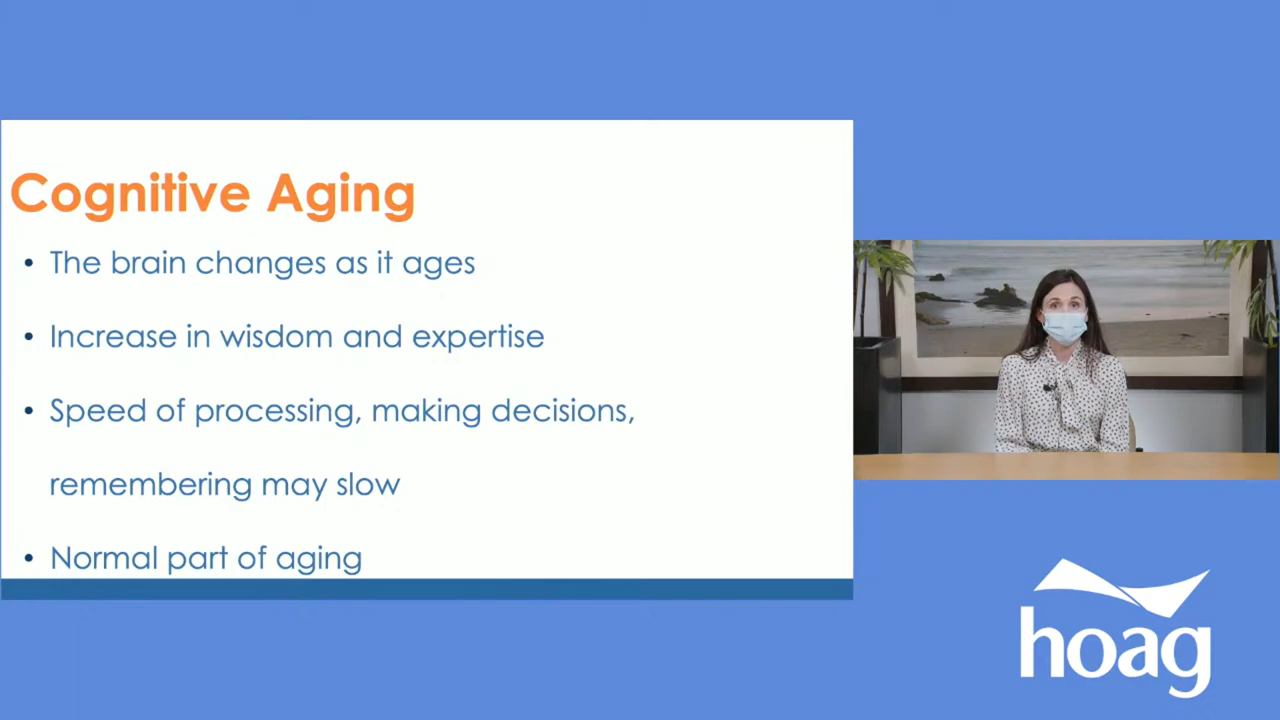 Cognitive Aging
• The brain changes as it ages
• Increase in wisdom and expertise
• Speed of processing, making decisions,
remembering may slow
• Normal part of aging
hoag